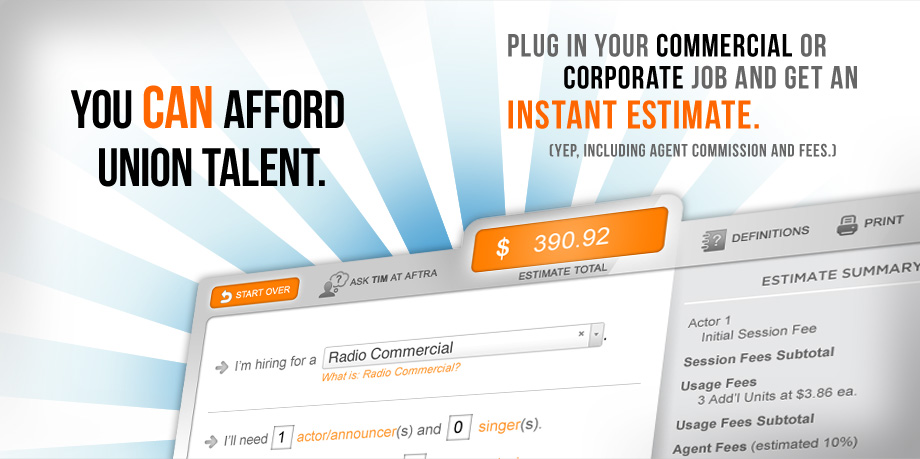 YOU CAN AFFORD
UNION TALENT.
PLUG IN YOUR COMMERCIAL OR
CORPORATE JOB AND GET AN
INSTANT ESTIMATE.
(YEP, INCLUDING AGENT COMMISSION AND FEES.)
START OVER
ASK TIM AT AFTRA
$ 390.92
ESTIMATE TOTAL
DEFINITIONS
PRINT
I'm hiring for a Radio Commercial .
What is: Radio Commercial?
I'll need 1 actor/announcer(s) and 0 singer(s).
ESTIMATE SUMMARY
Actor 1
Initial Session Fee
Session Fees Subtotal
Usage Fees
3 Add'l Units at $3.86 ea.
Usage Fees Subtotal
Agent Fees (estimated 10%)